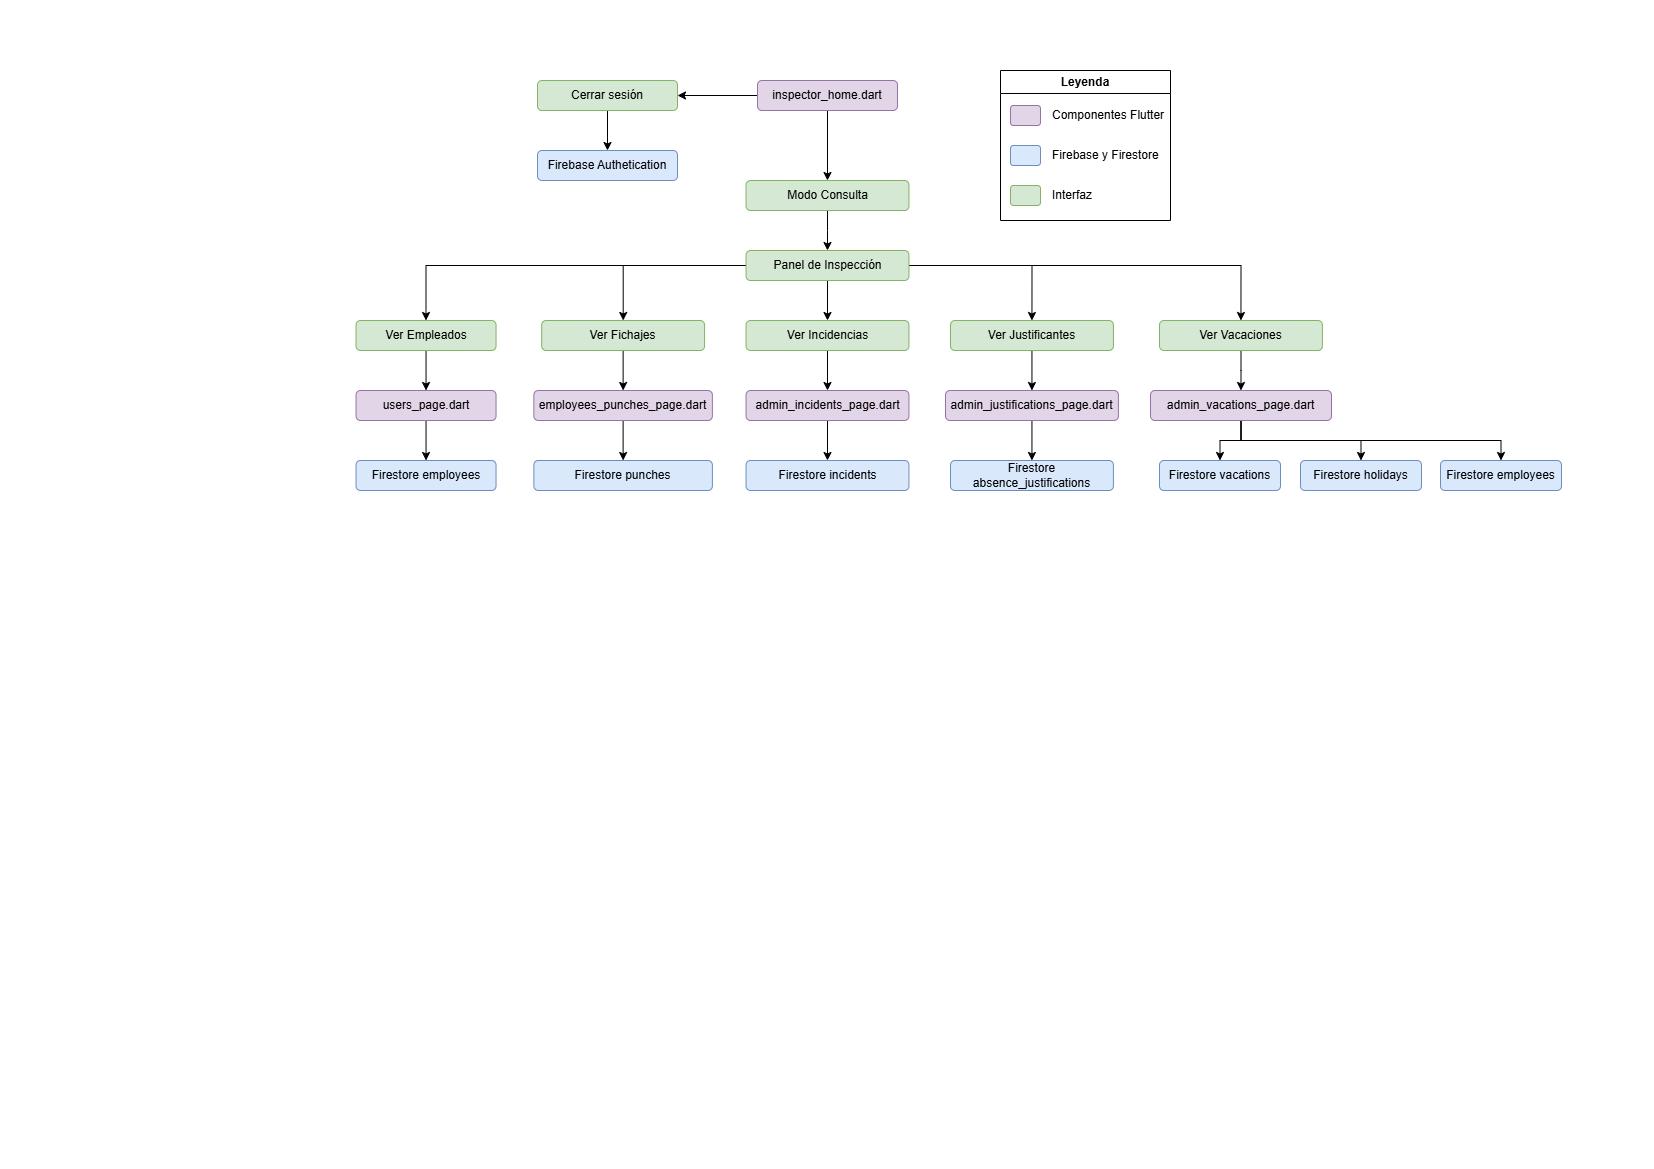 Cerrar sesión
inspector_home.dart
Leyenda
Componentes Flutter
Firebase y Firestore
Interfaz
Firebase Authetication
Modo Consulta
Panel de Inspección
Ver Empleados
Ver Fichajes
Ver Incidencias
Ver Justificantes
Ver Vacaciones
users_page.dart
employees_punches_page.dart
admin_incidents_page.dart
admin_justifications_page.dart
admin_vacations_page.dart
Firestore employees
Firestore punches
Firestore incidents
Firestore
absence_justifications
Firestore vacations
Firestore holidays
Firestore employees